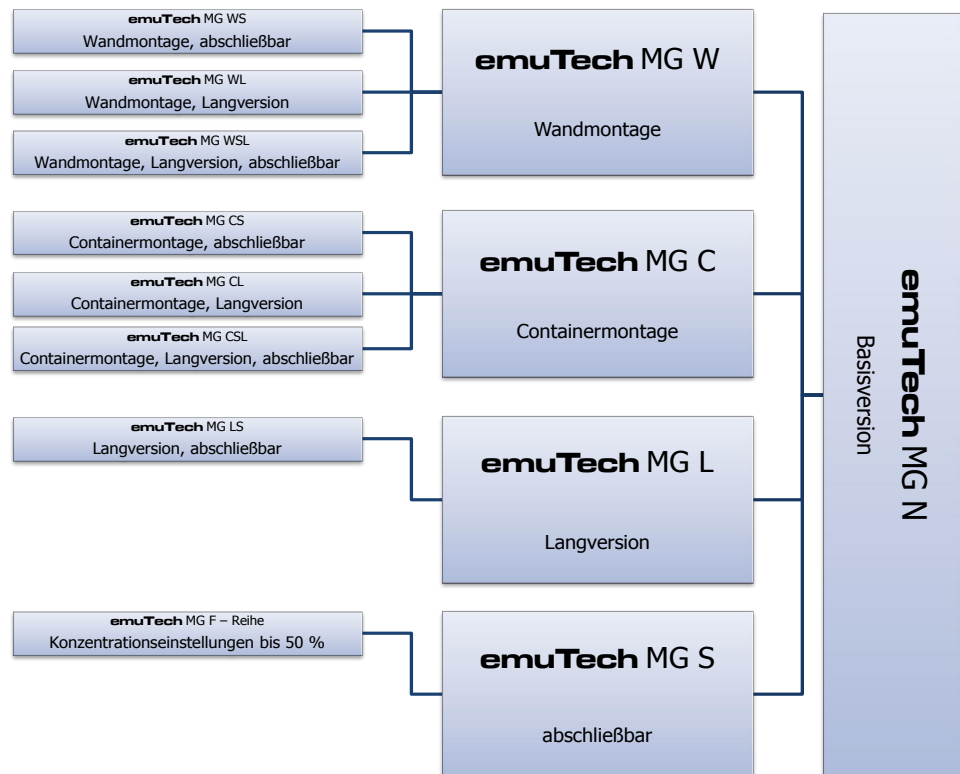 emuTech MG WS
Wandmontage, abschließbar
emuTech MG WL
Wandmontage, Langversion
emuTech MG WSL
Wandmontage, Langversion, abschließbar
emuTech MG CS
Containermontage, abschließbar
emuTech MG CL
Containermontage, Langversion
emuTech MG CSL
Containermontage, Langversion, abschließbar
emuTech MG LS
Langversion, abschließbar
emuTech MG F – Reihe
Konzentrationseinstellungen bis 50 %
emuTech MG W
Wandmontage
emuTech MG C
Containermontage
emuTech MG L
Langversion
emuTech MG S
abschließbar
emuTech MG N
Basisversion